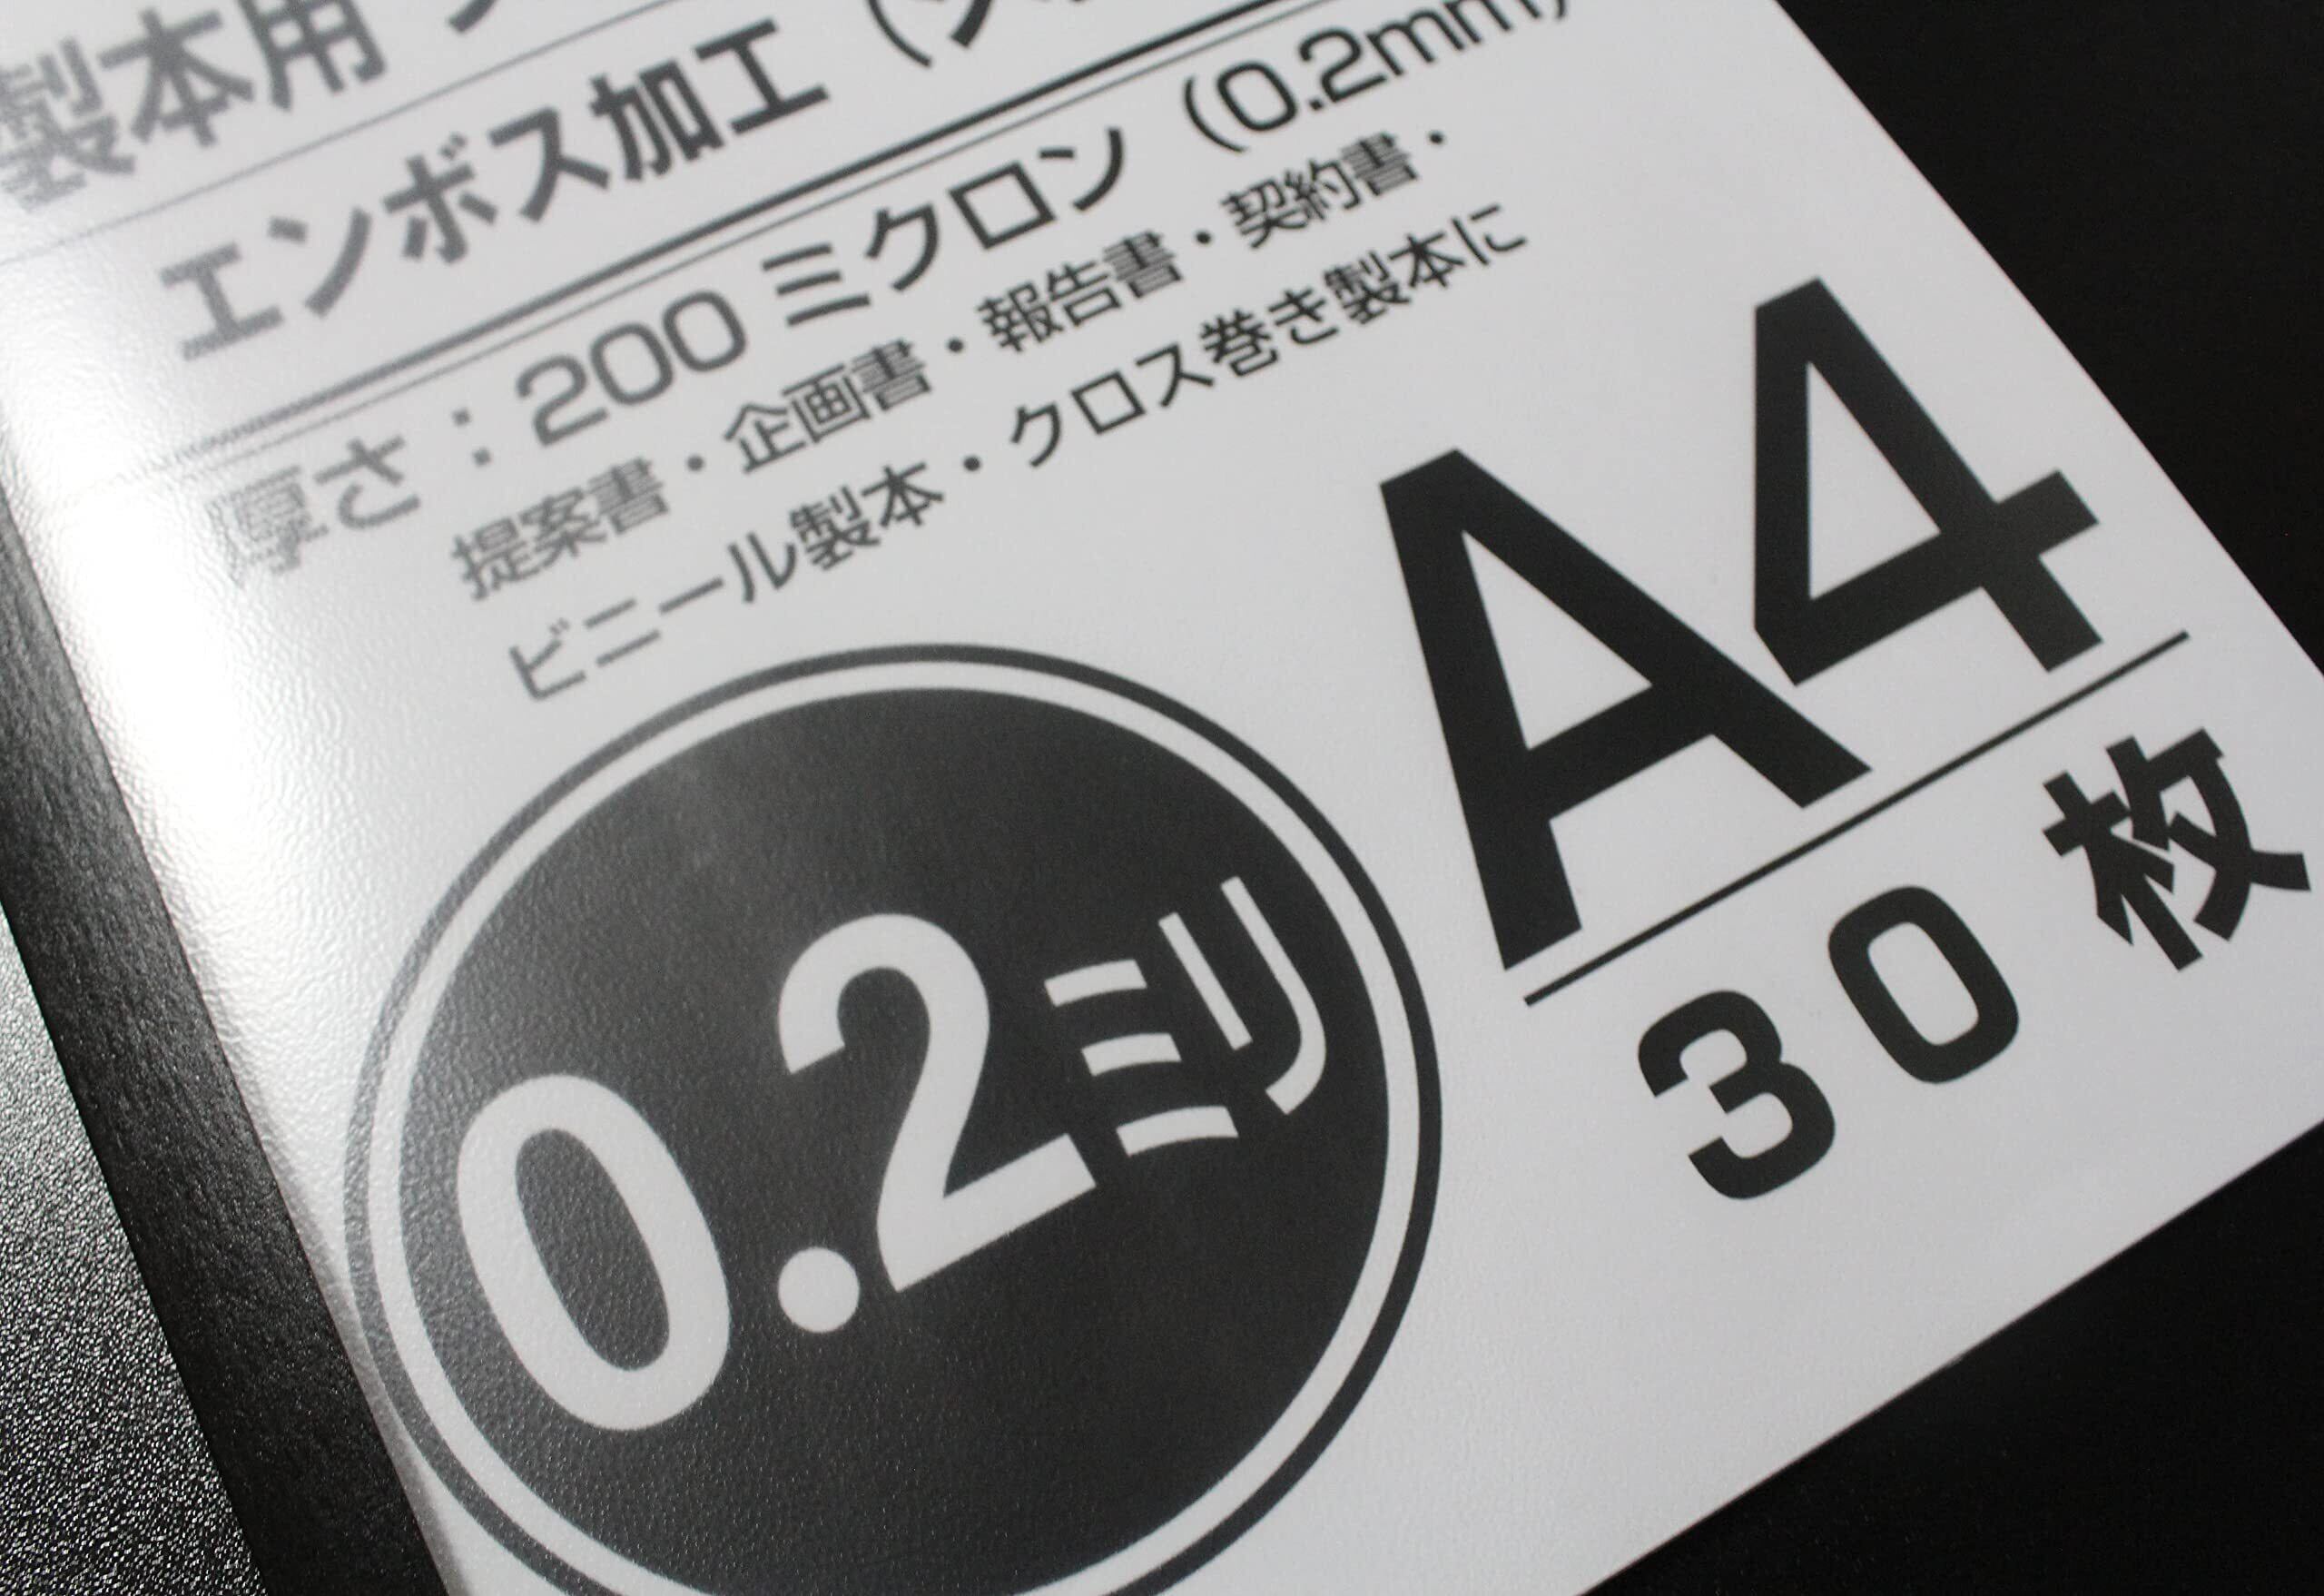 製本用
エンボス加工（
厚さ：200 ミクロン（0.2mm）
提案書・企画書・報告書・契約書・
ビニール製本・クロス巻き製本に
A4
30枚
0.2ミリ